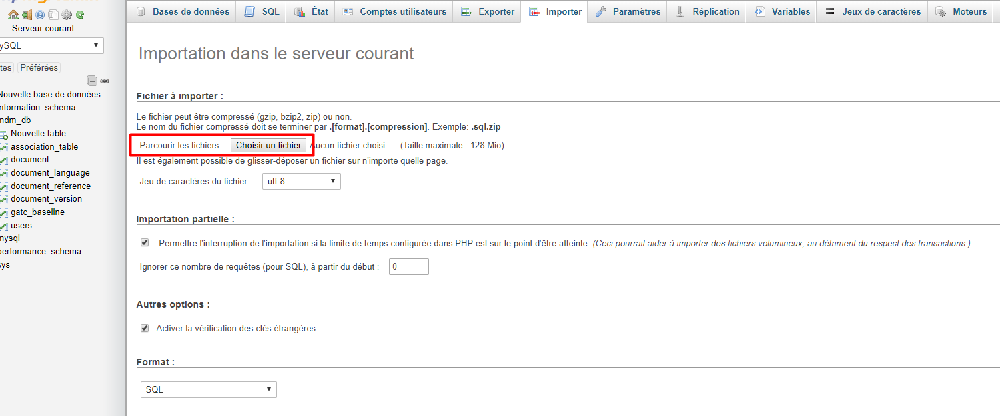 Bases de données SQL État Comptes utilisateurs Exporter Importer Paramètres Réplication Variables Jeux de caractères Moteurs
Serveur courant :
ySQL
tes Préférées
Nouvelle base de données
information_schema
mdm_db
Nouvelle table
association_table
document
document_language
document_reference
document_version
gatc_baseline
users
mysql
performance_schema
sys
Importation dans le serveur courant
Fichier à importer :
Le fichier peut être compressé (gzip, bzip2, zip) ou non.
Le nom du fichier compressé doit se terminer par .[format].[compression]. Exemple: .sql.zip
Parcourir les fichiers : Choisir un fichier Aucun fichier choisi (Taille maximale : 128 Mio)
Il est également possible de glisser-déposer un fichier sur n'importe quelle page.
Jeu de caractères du fichier : utf-8
Importation partielle :
Permettre l'interruption de l'importation si la limite de temps configurée dans PHP est sur le point d'être atteinte. (Ceci pourrait aider à importer des fichiers volumineux, au détriment du respect des transactions.)
Ignorer ce nombre de requêtes (pour SQL), à partir du début : 0
Autres options :
Activer la vérification des clés étrangères
Format :
SQL